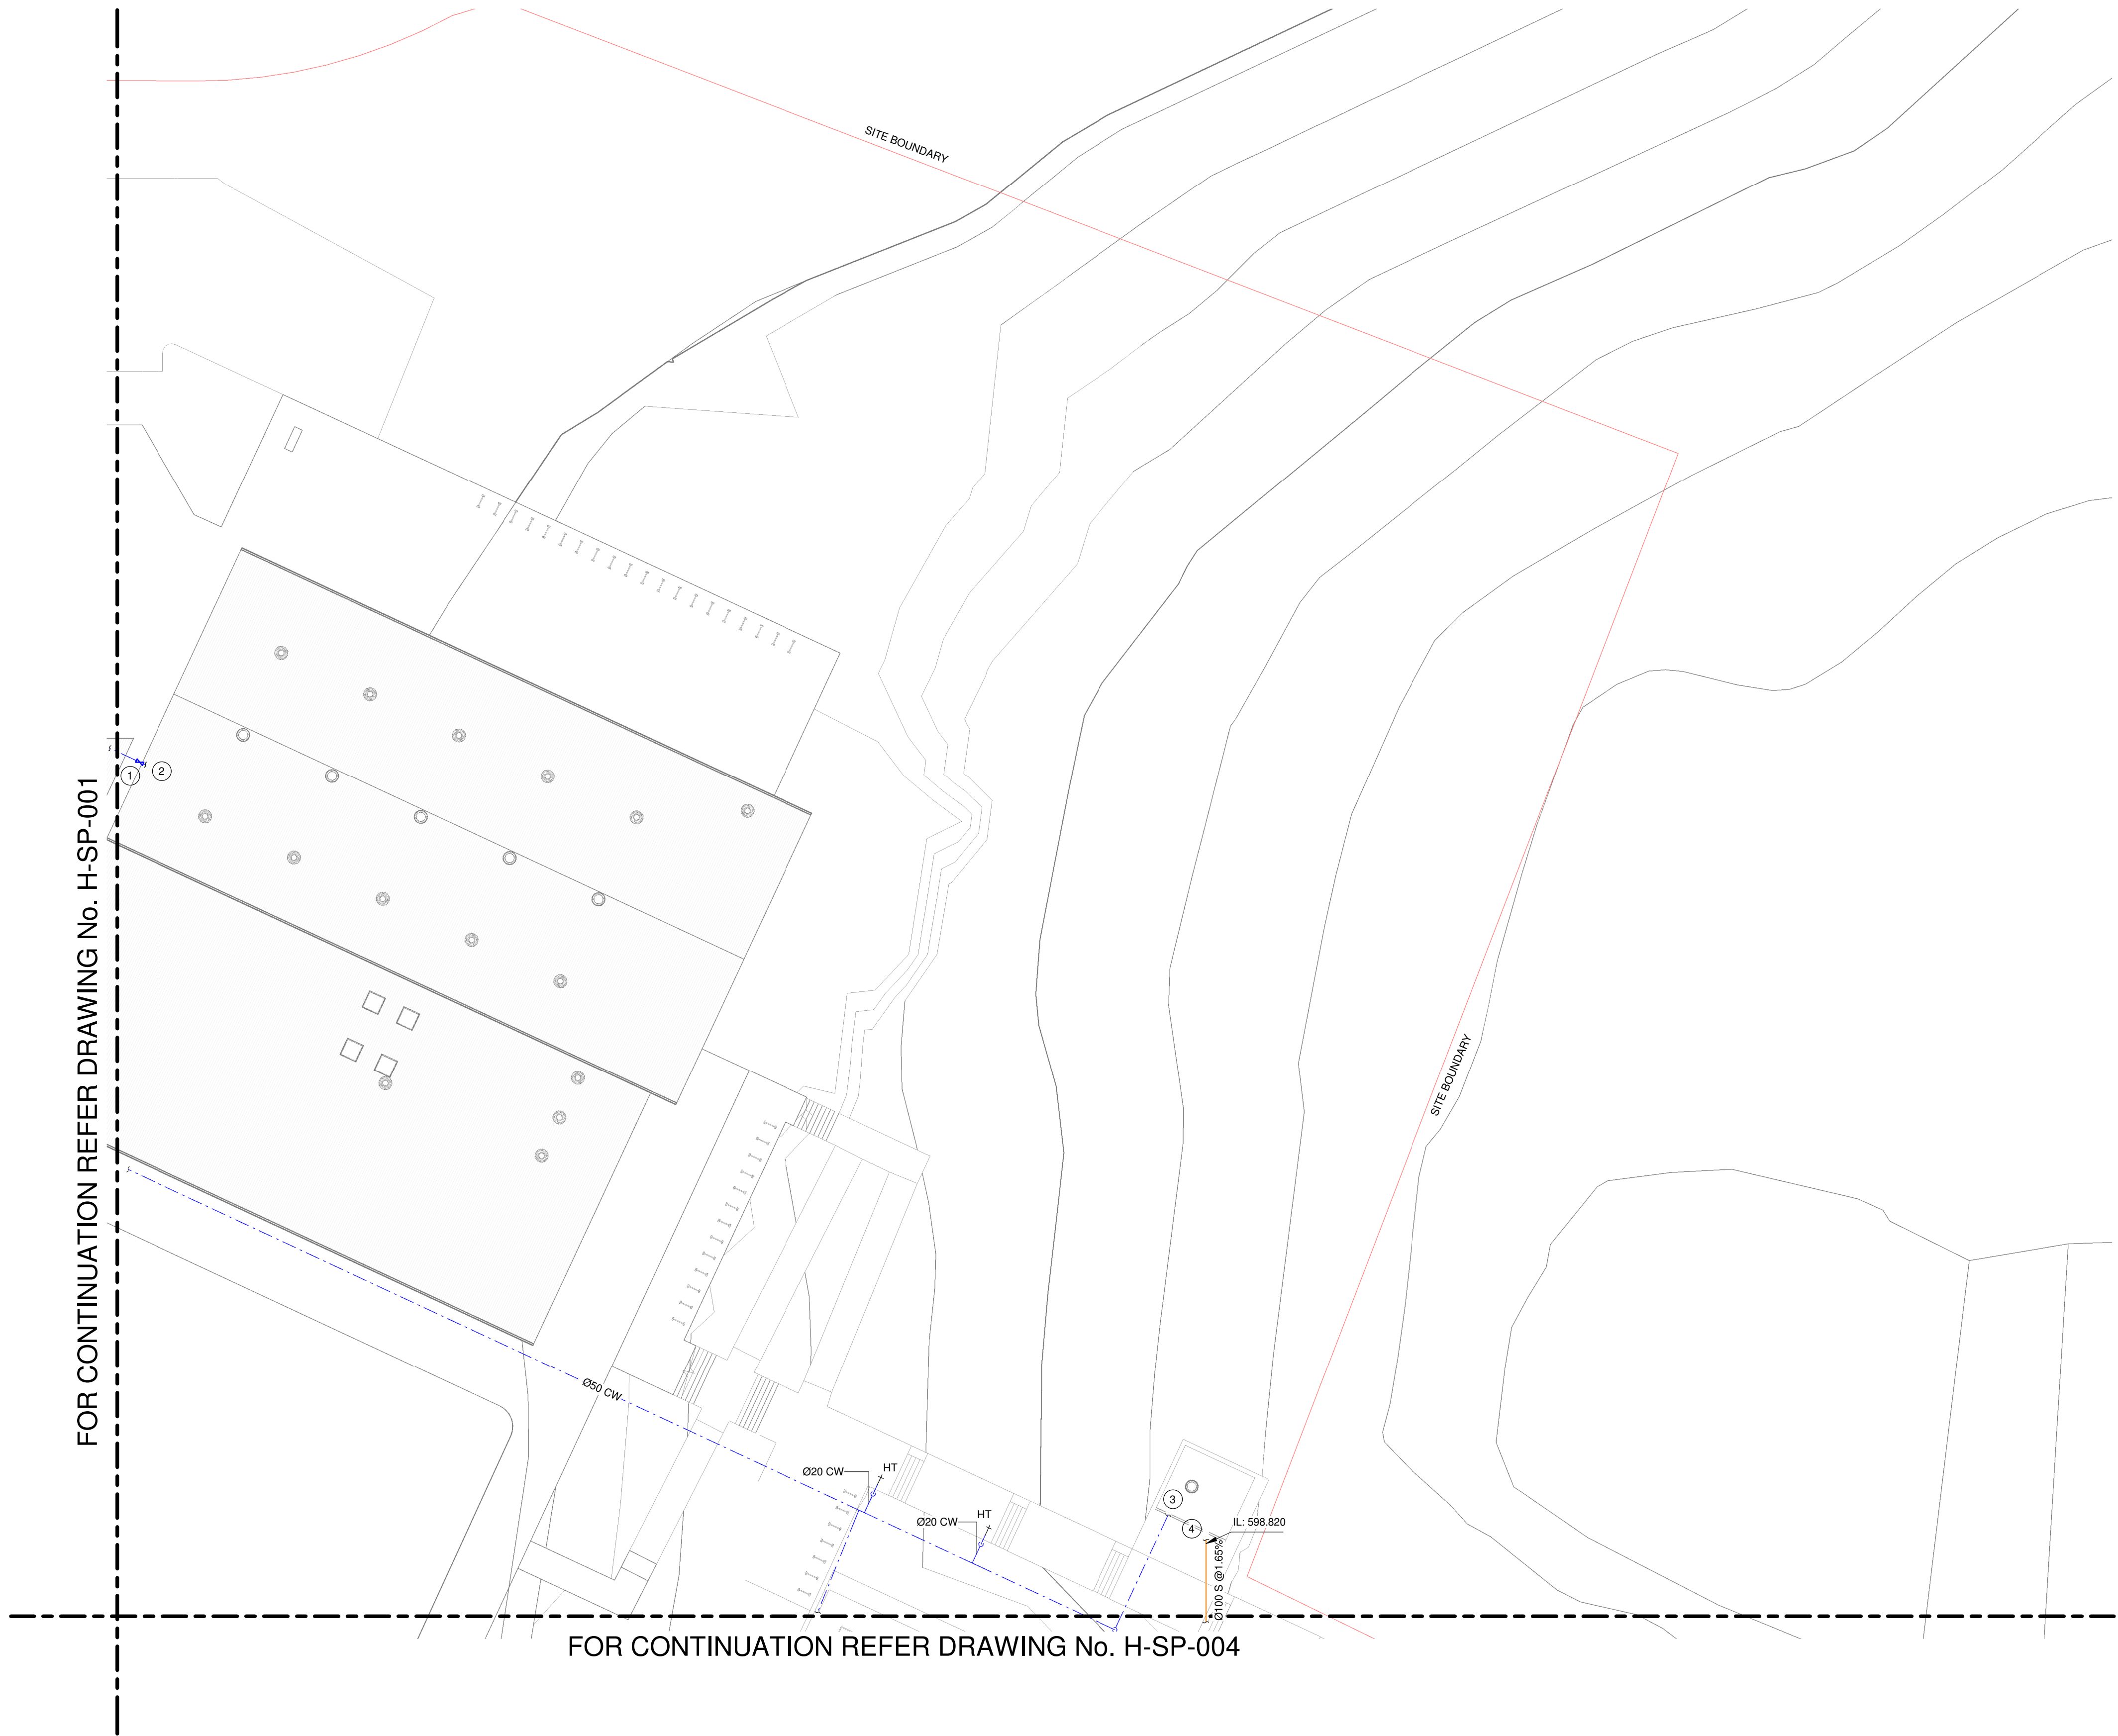 SITE BOUNDARY
1
2
FOR CONTINUATION REFER DRAWING No. H-SP-001
SITE BOUNDARY
Ø50 CW
Ø20 CW
HT
Ø20 CW
HT
3
4
IL: 598.820
Ø100 S @1.65%
FOR CONTINUATION REFER DRAWING No. H-SP-004